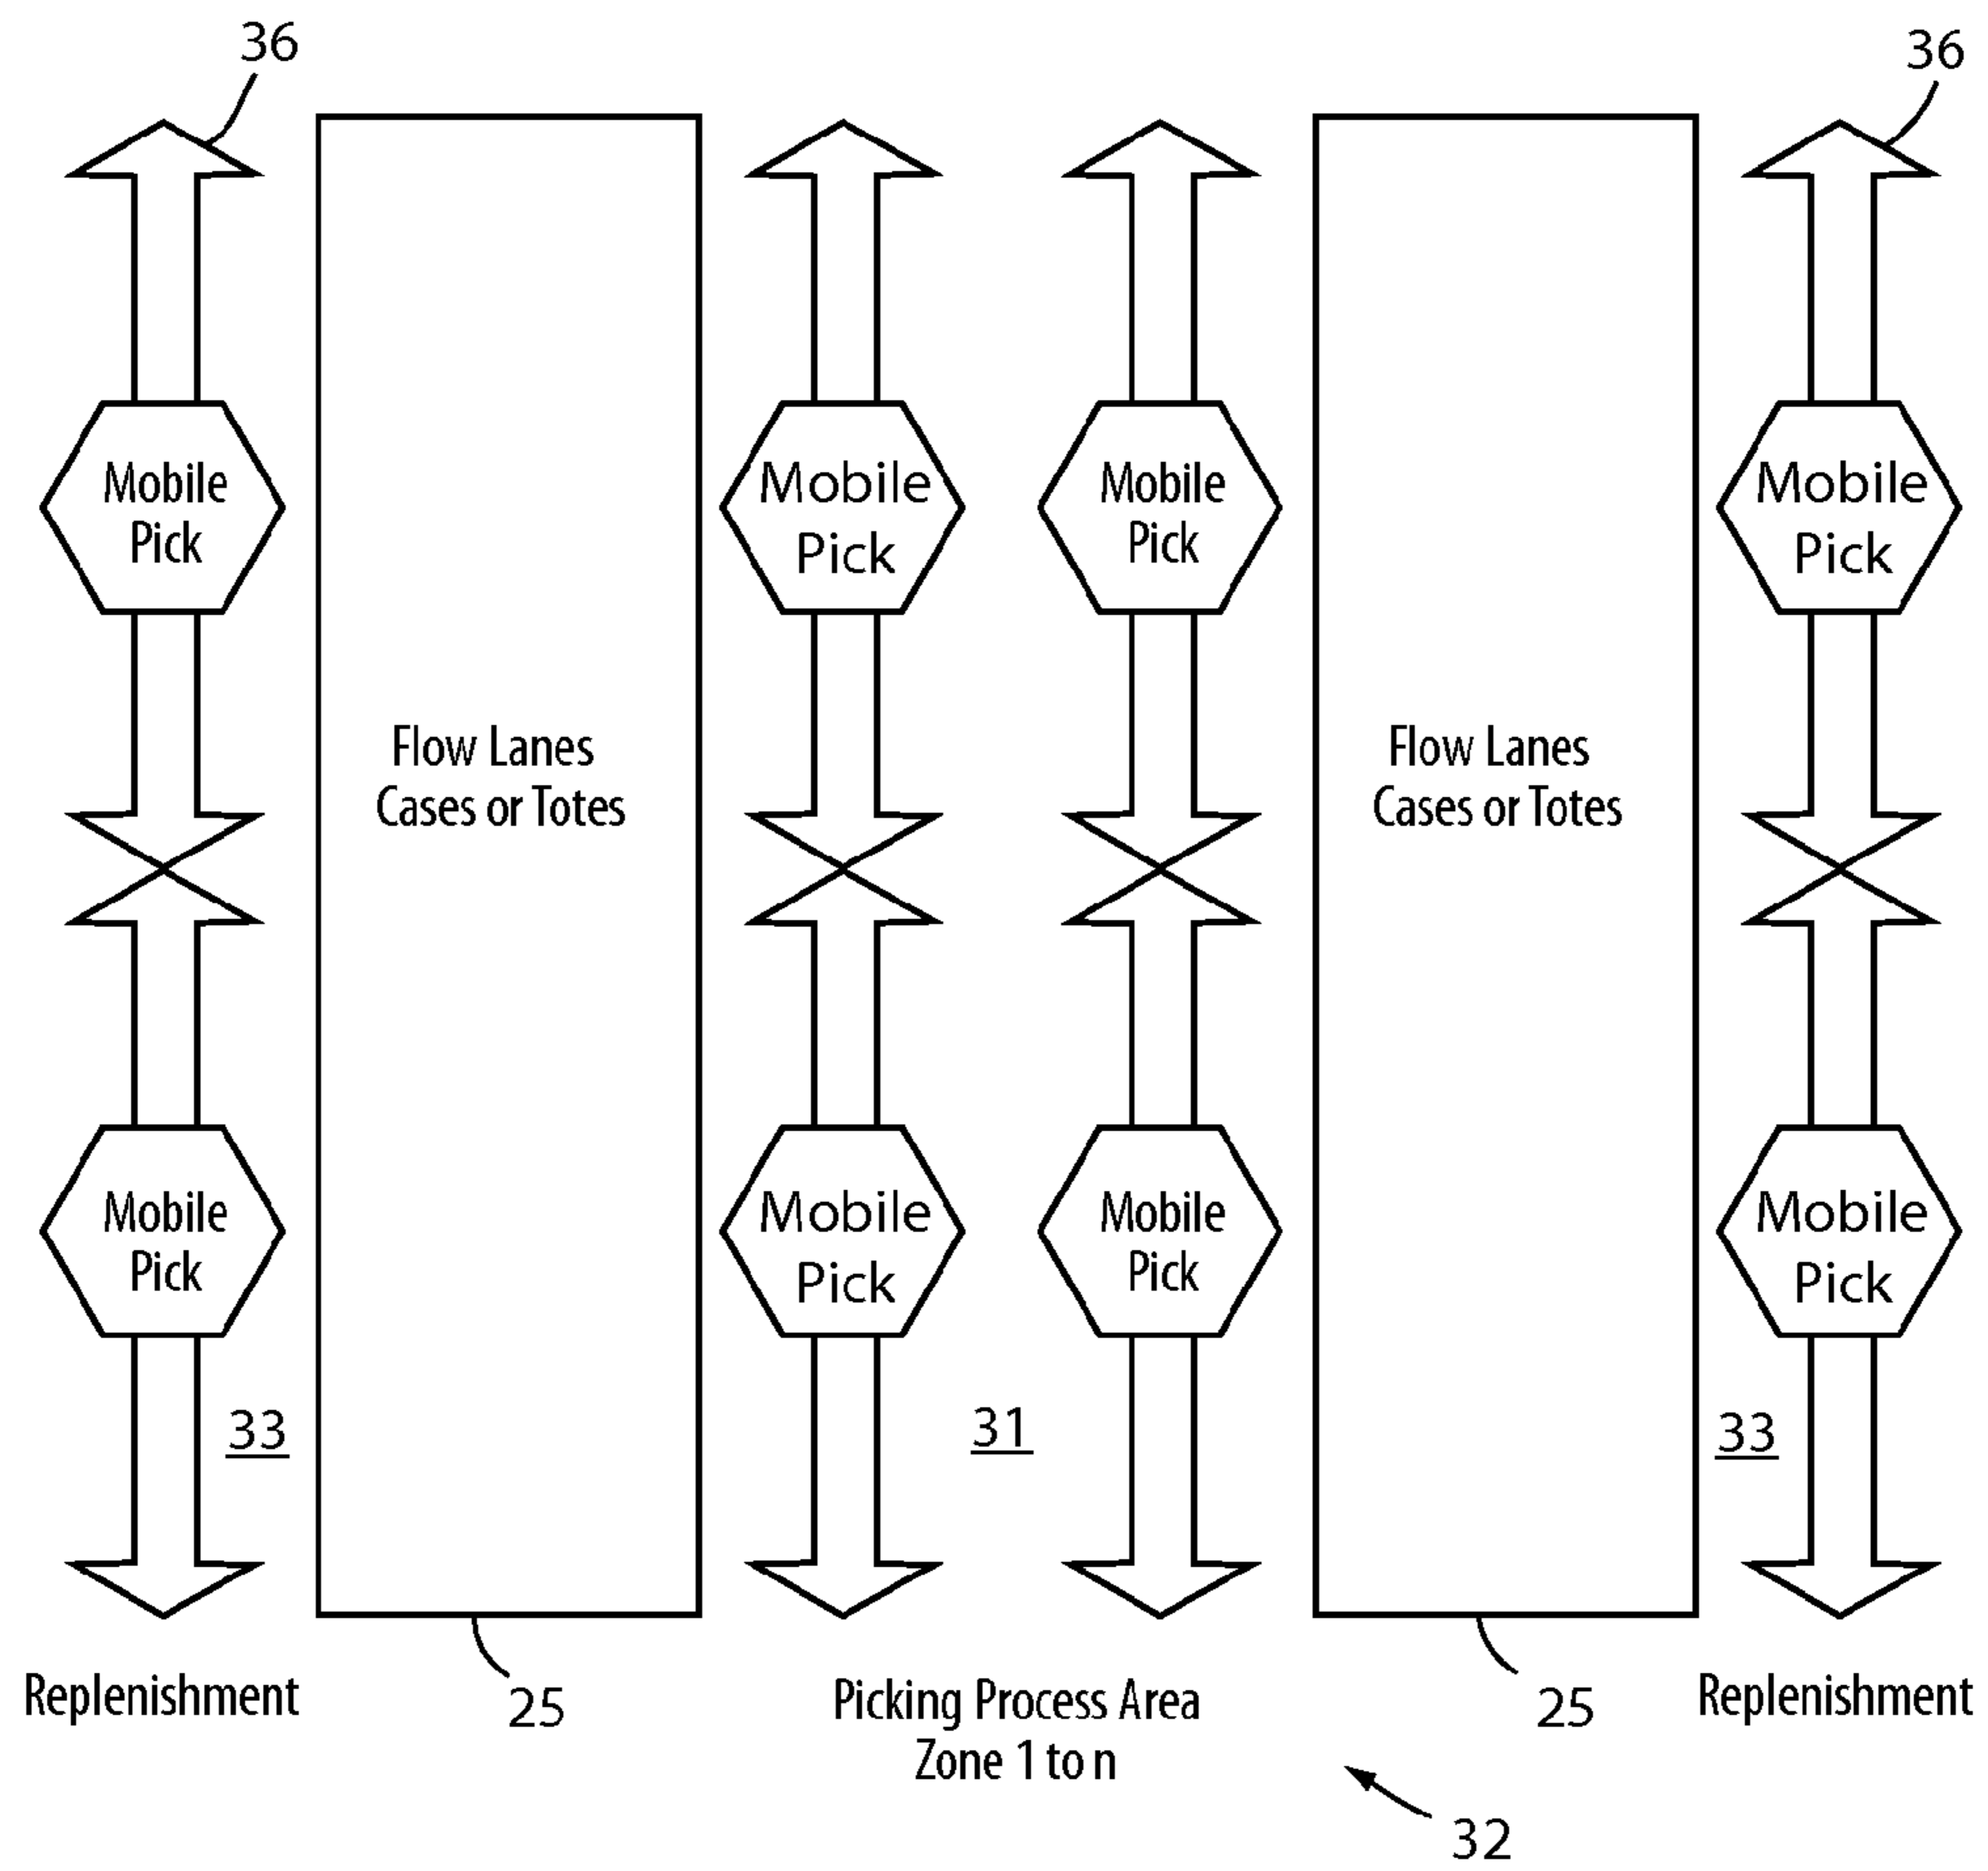 36
36
Mobile
Pick
Mobile
Pick
Mobile
Pick
Mobile
Pick
Flow Lanes
Cases or Totes
Flow Lanes
Cases or Totes
Mobile
Pick
Mobile
Pick
Mobile
Pick
Mobile
Pick
33
31
33
Replenishment
25
Picking Process Area
Zone 1 to n
25
Replenishment
32